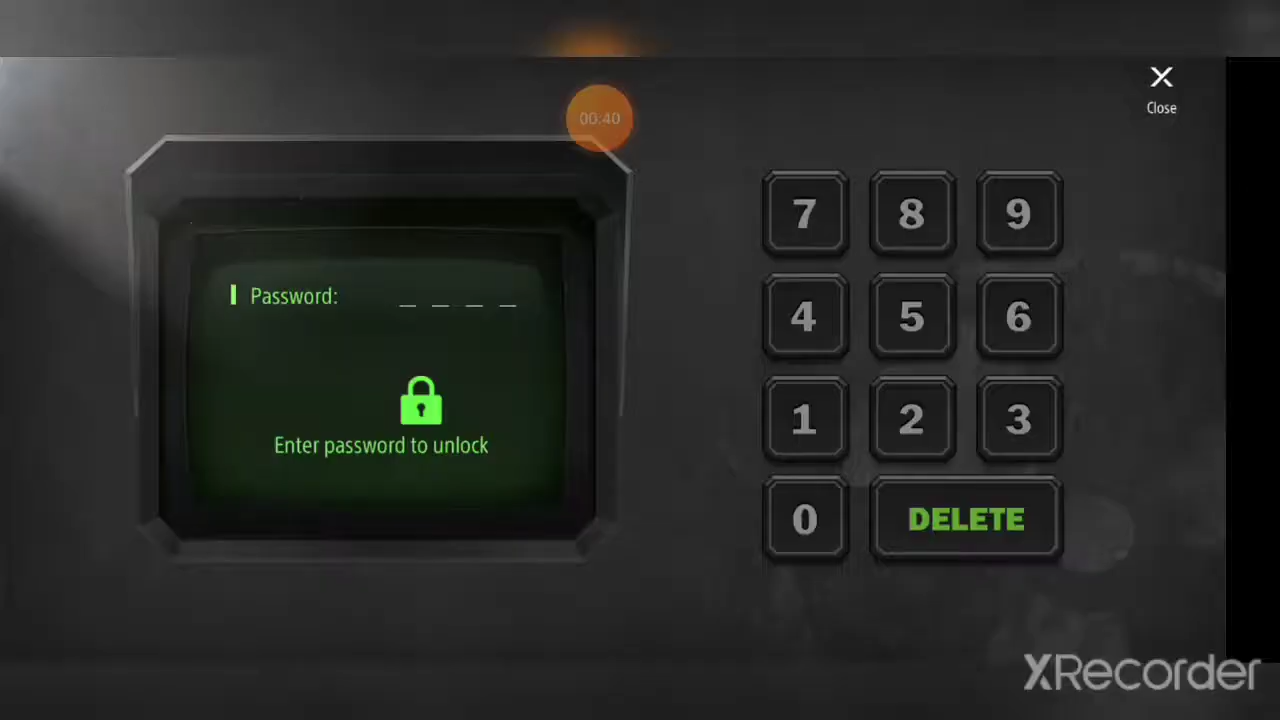 00:40
Close
Password: _ _ _ _
Enter password to unlock
7 8 9
4 5 6
1 2 3
0 DELETE
XRecorder